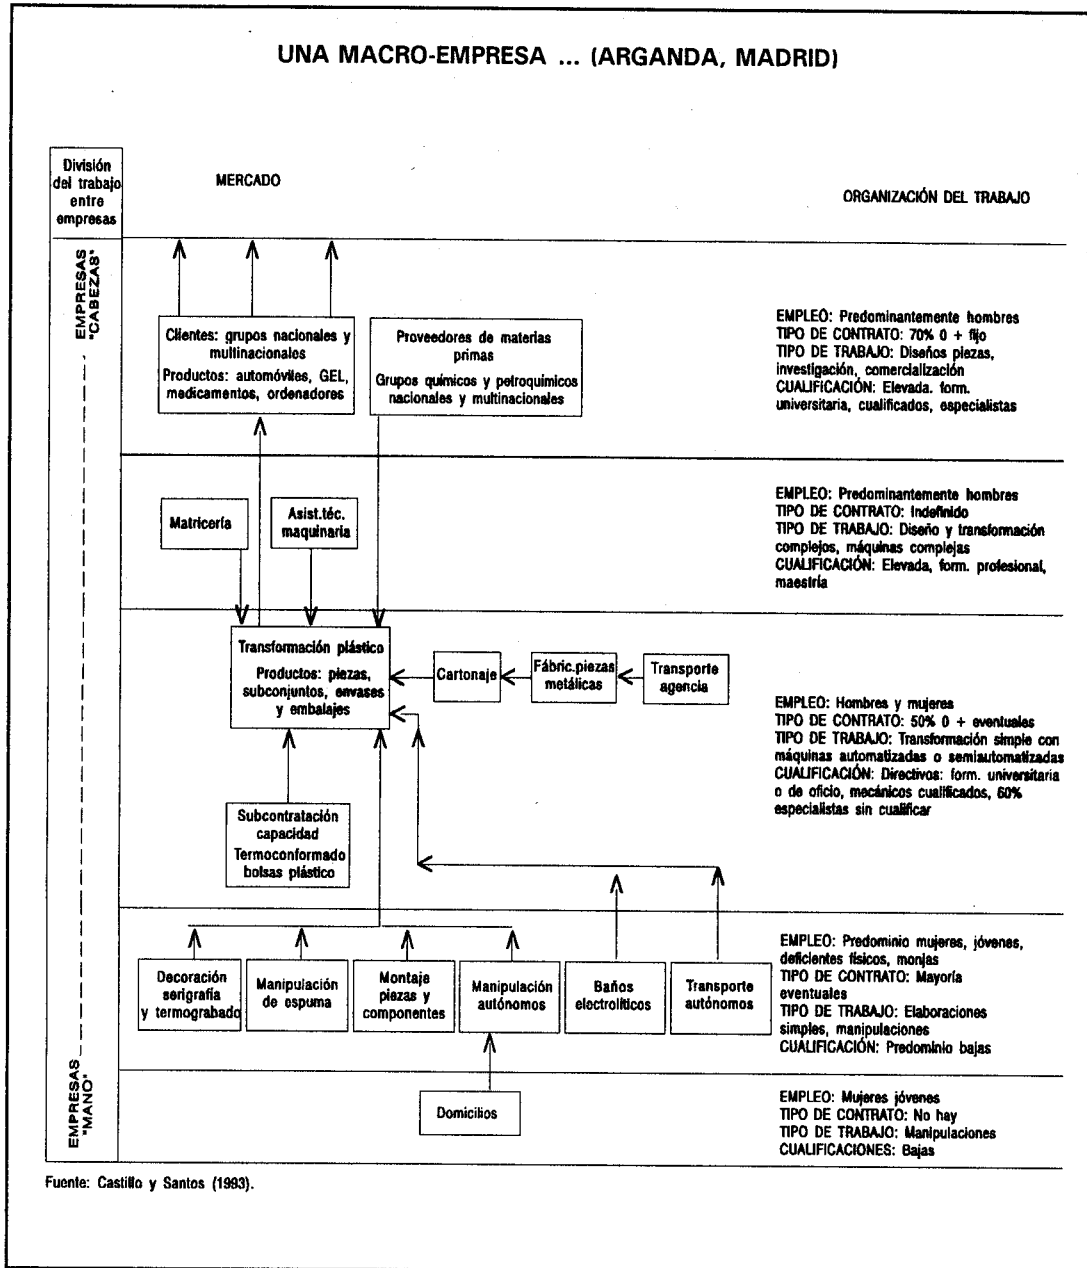 UNA MACRO-EMPRESA ... (ARGANDA, MADRID)
División
del trabajo
entre
empresas
MERCADO
ORGANIZACIÓN DEL TRABAJO
EMPRESAS
"CABEZAS"
Clientes: grupos nacionales y
multinacionales
Productos: automóviles, GEL,
medicamentos, ordenadores
Proveedores de materias
primas
Grupos químicos y petroquímicos
nacionales y multinacionales
EMPLEO: Predominantemente hombres
TIPO DE CONTRATO: 70% 0 + fijo
TIPO DE TRABAJO: Diseños piezas,
investigación, comercialización
CUALIFICACIÓN: Elevada. form.
universitaria, cualificados, especialistas
Matricería
Asist.téc.
maquinaria
EMPLEO: Predominantemente hombres
TIPO DE CONTRATO: Indefinido
TIPO DE TRABAJO: Diseño y transformación
complejos, máquinas complejas
CUALIFICACIÓN: Elevada, form. profesional,
maestría
Transformación plástico
Productos: piezas,
subconjuntos, envases
y embalajes
Cartonaje
Fábric.piezas
metálicas
Transporte
agencia
EMPLEO: Hombres y mujeres
TIPO DE CONTRATO: 50% 0 + eventuales
TIPO DE TRABAJO: Transformación simple con
máquinas automatizadas o semiautomatizadas
CUALIFICACIÓN: Directivos: form. universitaria
o de oficio, mecánicos cualificados, 60%
especialistas sin cualificar
Subcontratación
capacidad
Termoconformado
bolsas plástico
Decoración
serigrafía
y termograbado
Manipulación
de espuma
Montaje
piezas y
componentes
Manipulación
autónomos
Baños
electrolíticos
Transporte
autónomos
EMPLEO: Predominio mujeres, jóvenes,
deficientes físicos, monjas
TIPO DE CONTRATO: Mayoría
eventuales
TIPO DE TRABAJO: Elaboraciones
simples, manipulaciones
CUALIFICACIÓN: Predominio bajas
EMPRESAS
"MANO"
Domicilios
EMPLEO: Mujeres jóvenes
TIPO DE CONTRATO: No hay
TIPO DE TRABAJO: Manipulaciones
CUALIFICACIONES: Bajas
Fuente: Castillo y Santos (1993).